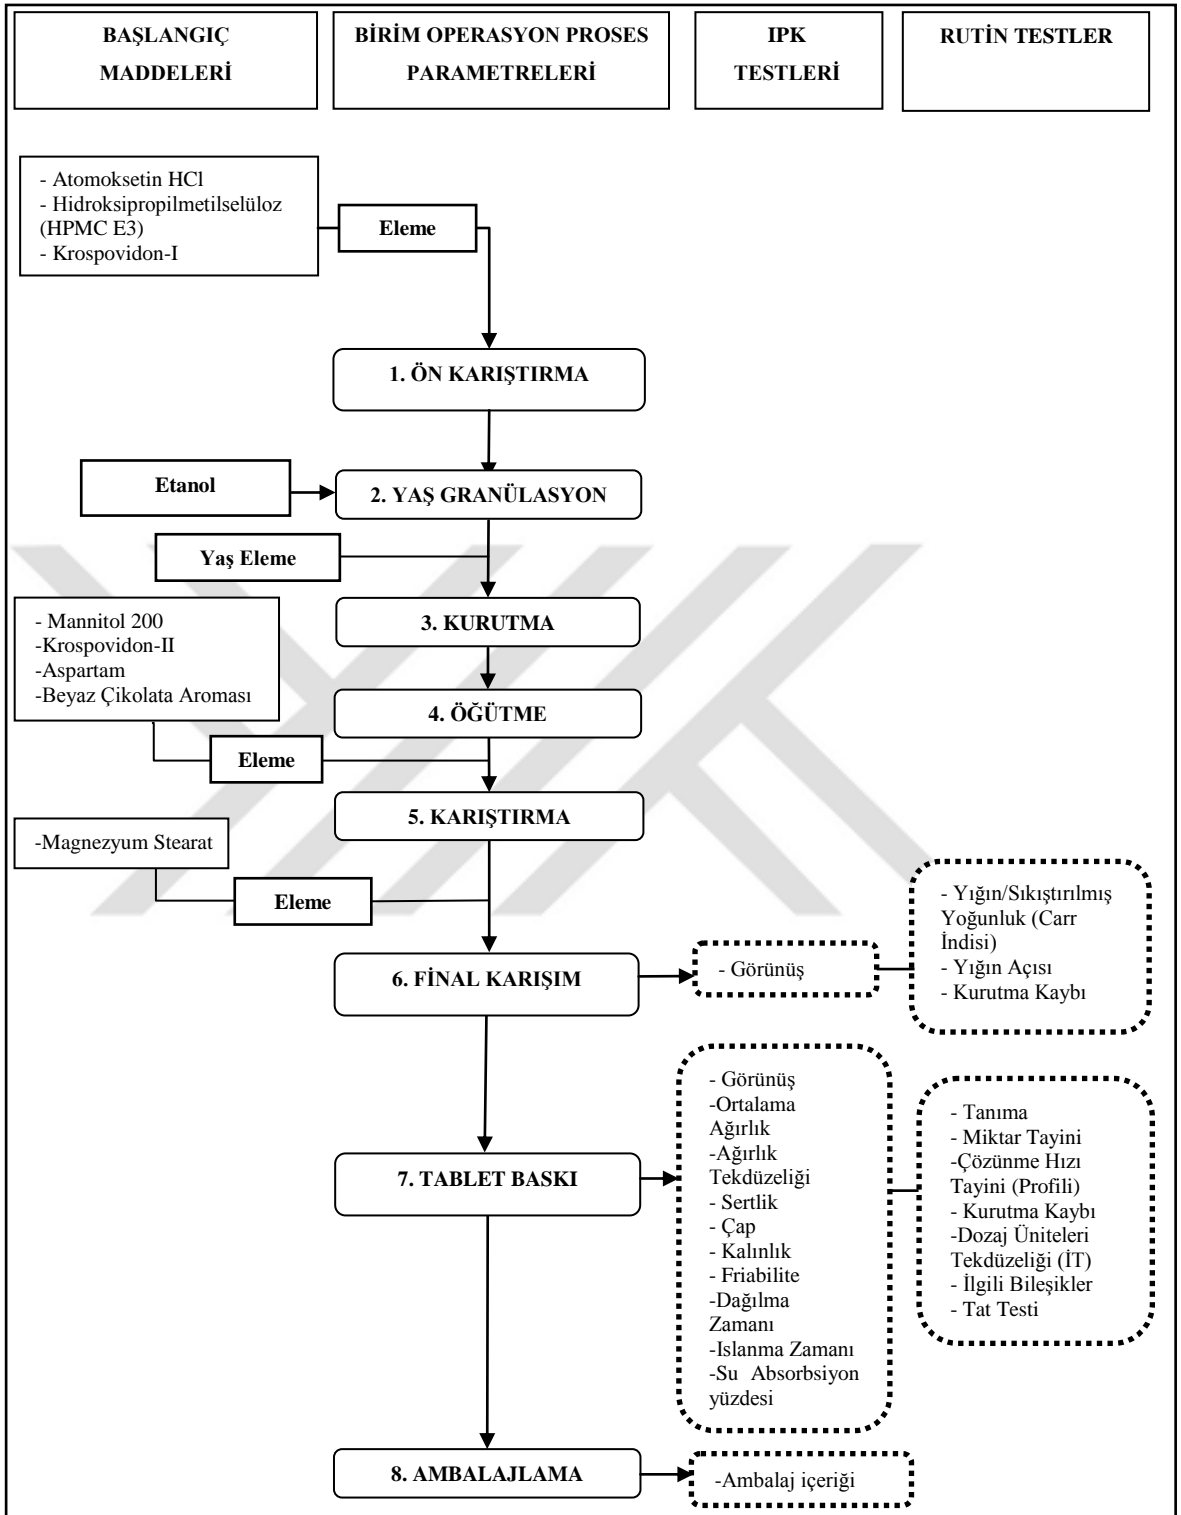 BAŞLANGIÇ
MADDELERİ
BİRİM OPERASYON PROSES
PARAMETRELERİ
IPK
TESTLERİ
RUTİN TESTLER
- Atomoksetin HCl
- Hidroksipropilmetilselüloz
(HPMC E3)
- Krospovidon-I
Eleme
1. ÖN KARIŞTIRMA
Etanol
2. YAŞ GRANÜLASYON
Yaş Eleme
3. KURUTMA
- Mannitol 200
-Krospovidon-II
-Aspartam
-Beyaz Çikolata Aroması
4. ÖĞÜTME
Eleme
5. KARIŞTIRMA
-Magnezyum Stearat
Eleme
6. FİNAL KARIŞIM
- Görünüş
- Yığın/Sıkıştırılmış
Yoğunluk (Carr
İndisi)
- Yığın Açısı
- Kurutma Kaybı
7. TABLET BASKI
- Görünüş
-Ortalama
Ağırlık
-Ağırlık
Tekdüzeliği
- Sertlik
- Çap
- Kalınlık
- Friabilite
-Dağılma
Zamanı
-Islanma Zamanı
-Su Absorbsiyon
yüzdesi
- Tanıma
- Miktar Tayini
-Çözünme Hızı
Tayini (Profili)
- Kurutma Kaybı
-Dozaj Üniteleri
Tekdüzeliği (İT)
- İlgili Bileşikler
- Tat Testi
8. AMBALAJLAMA
-Ambalaj içeriği